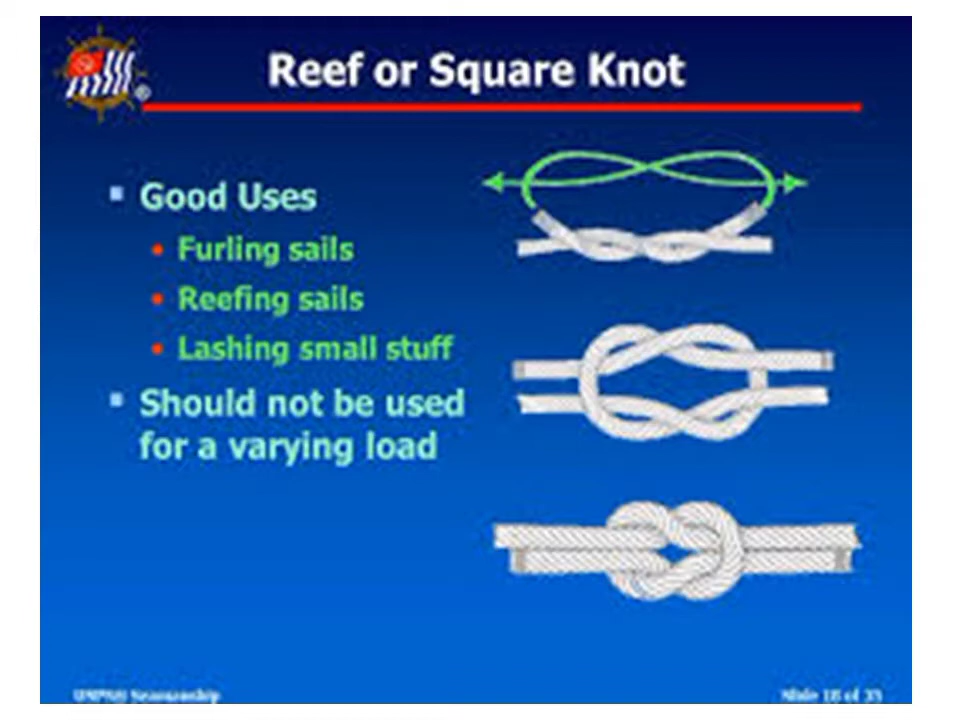 Reef or Square Knot
Good Uses
Furling sails
Reefing sails
Lashing small stuff
Should not be used
for a varying load
Seamanship
Slide 18 of 35